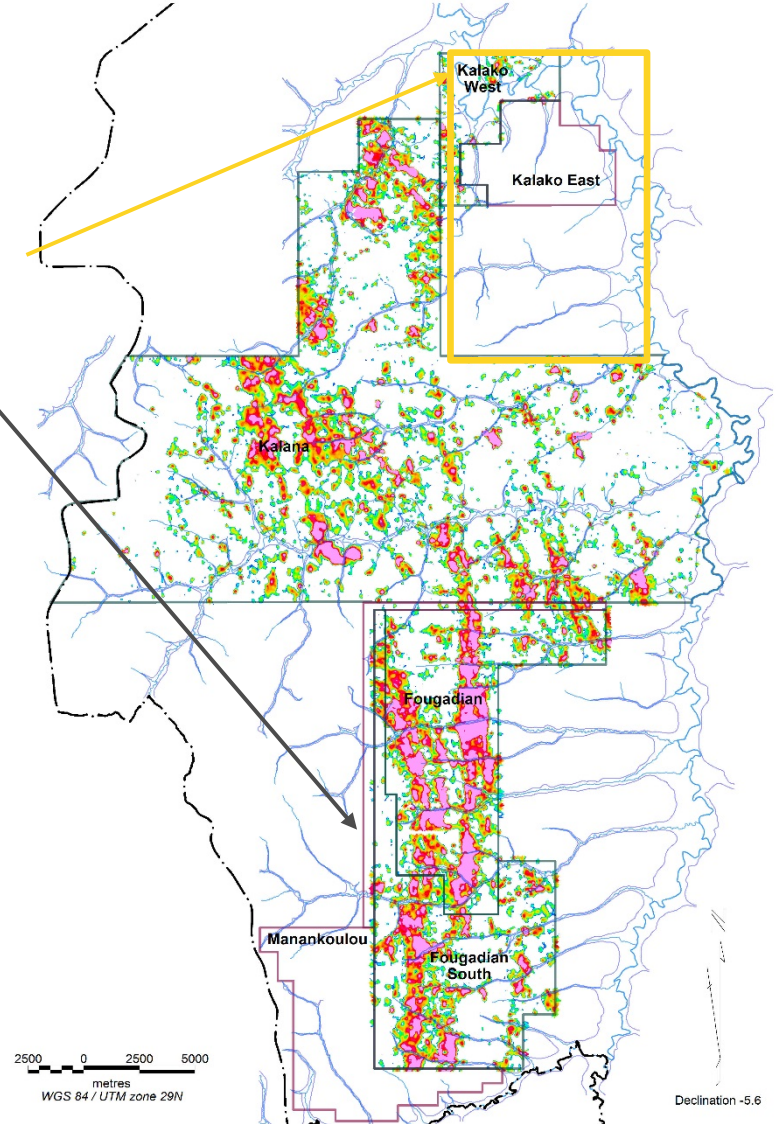 Kalako
West
Kalako East
Kalana
Fougadian
Manankoulou
Fougadian
South
2500 0 2500 5000
metres
WGS 84 / UTM zone 29N
Declination -5.6